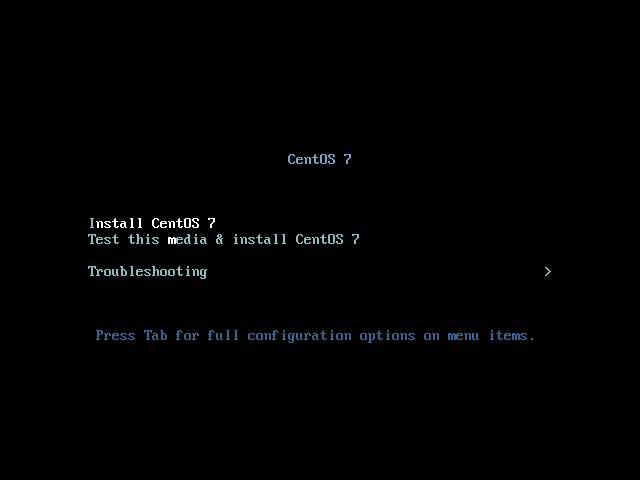 CentOS 7
Install CentOS 7
Test this media & install CentOS 7
Troubleshooting >
Press Tab for full configuration options on menu items.